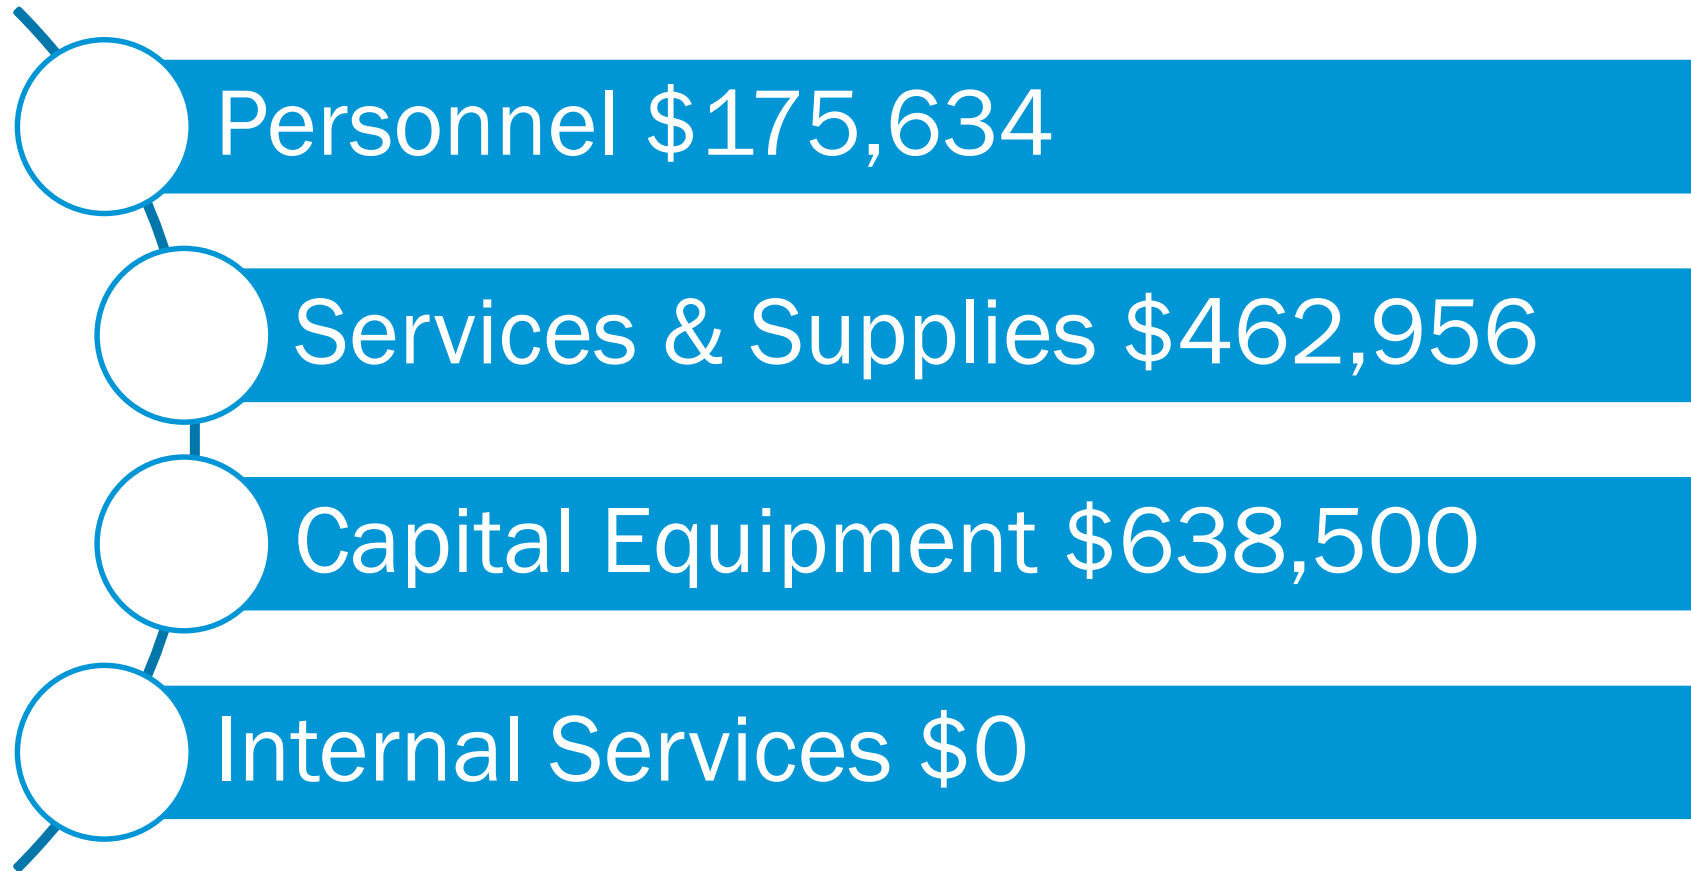 Personnel $175,634
Services & Supplies $462,956
Capital Equipment $638,500
Internal Services $0